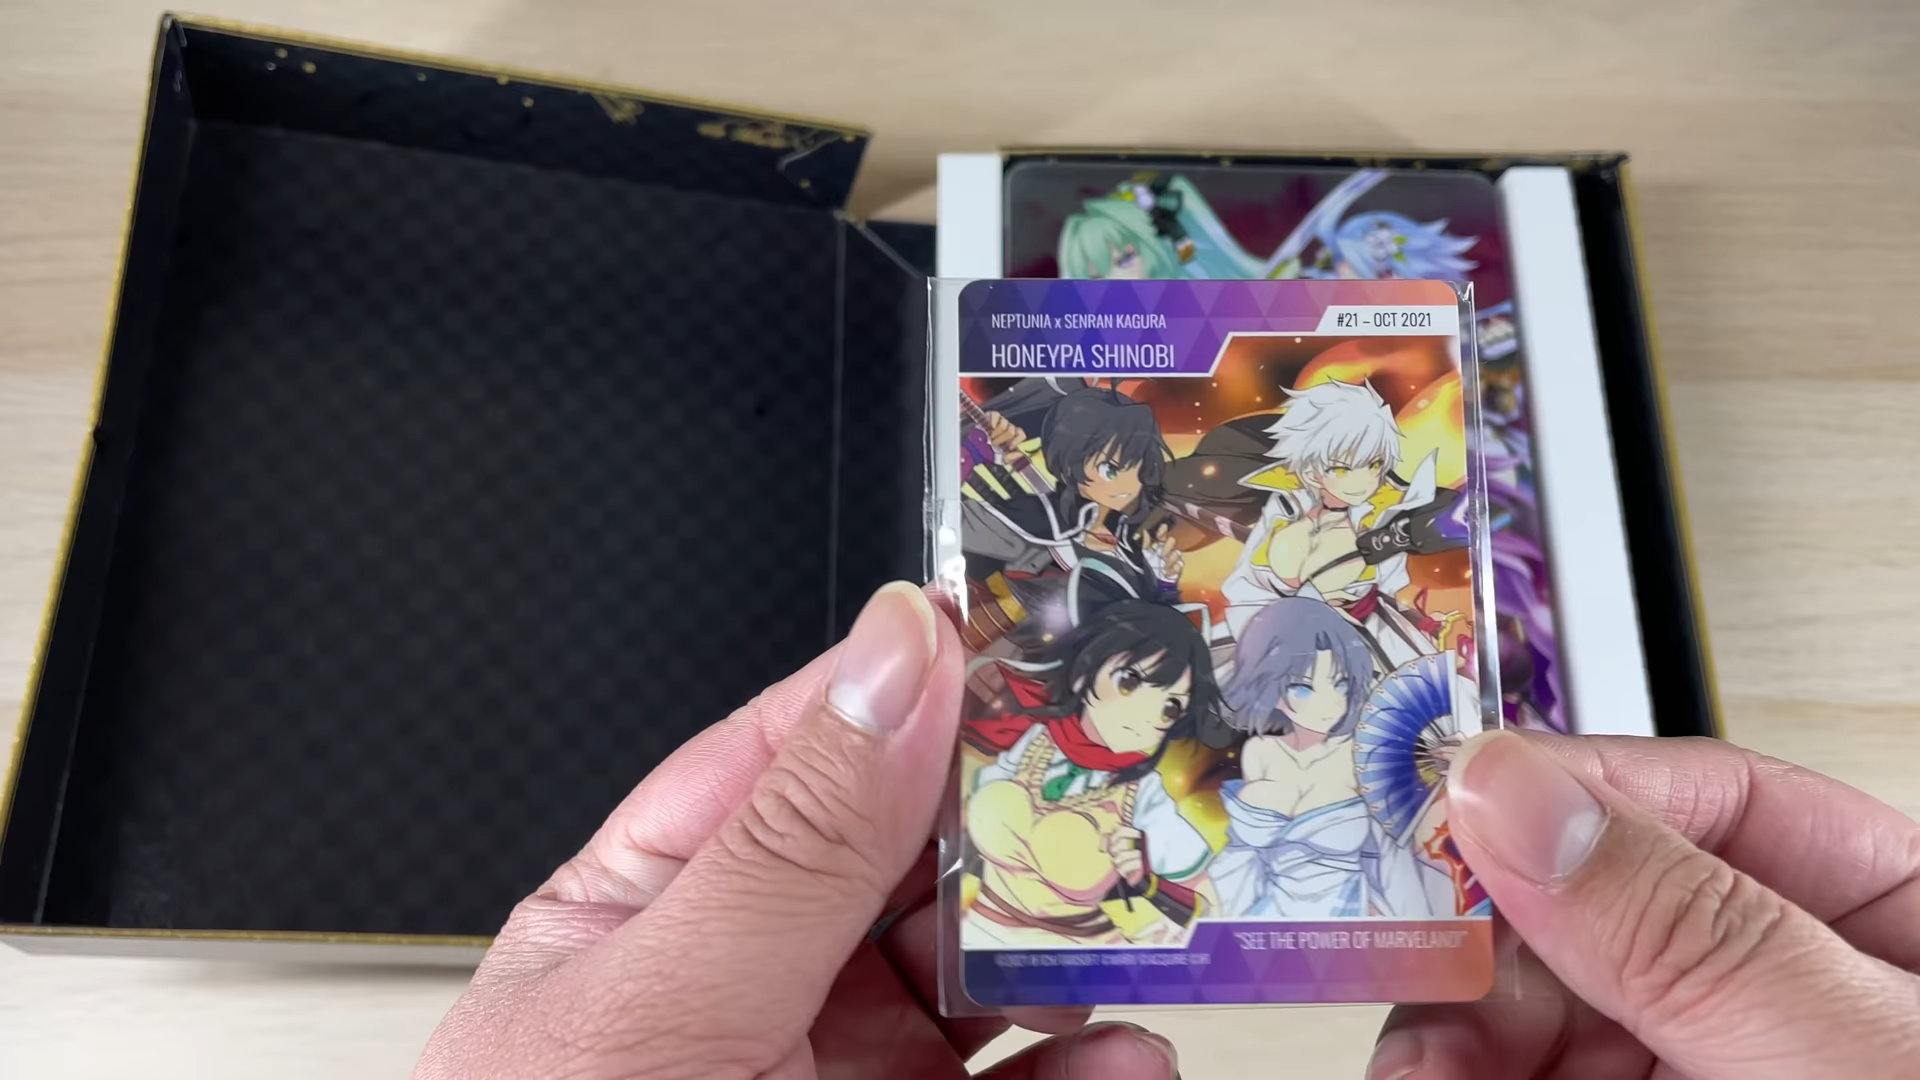 NEPTUNIA x SENRAN KAGURA
#21 – OCT 2021
HONEYPA SHINOBI
"SEE THE POWER OF MARVELAND!"